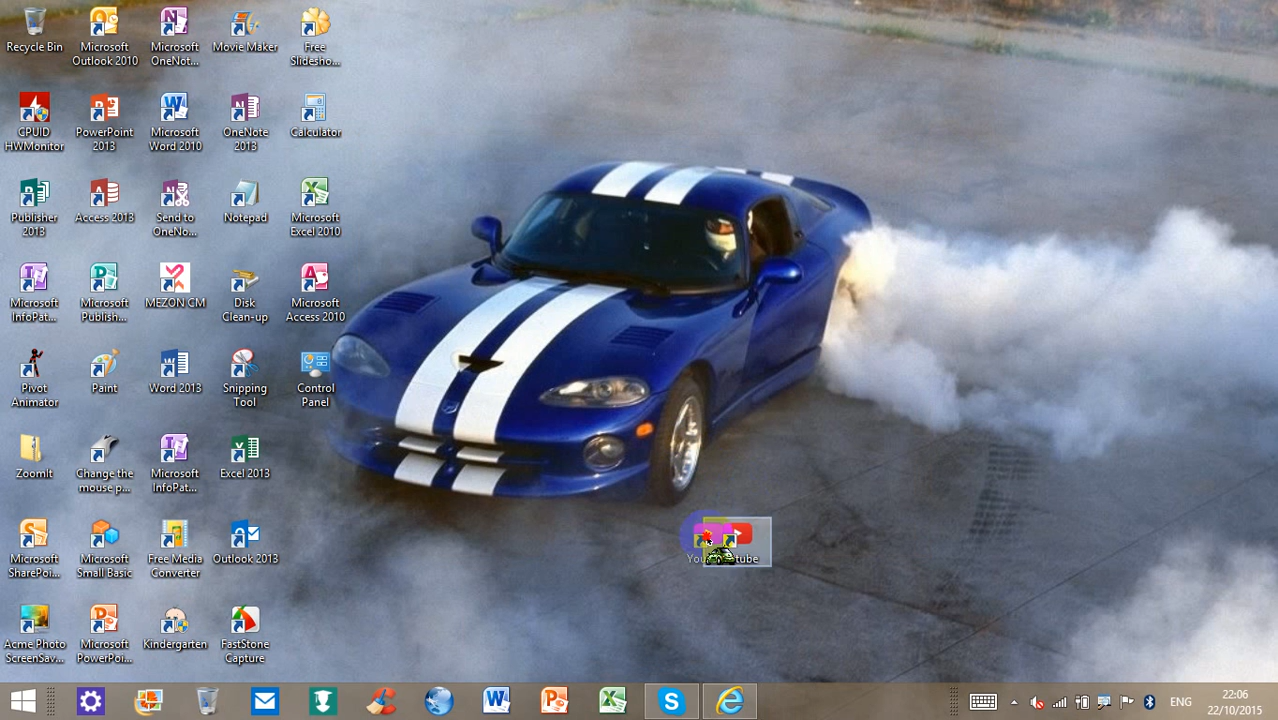 Recycle Bin
Microsoft
Outlook 2010
Microsoft
OneNot...
Movie Maker
Free
Slidesho...
CPUID
HWMonitor
PowerPoint
2013
Microsoft
Word 2010
OneNote
2013
Calculator
Publisher
2013
Access 2013
Send to
OneNo...
Notepad
Microsoft
Excel 2010
Microsoft
InfoPat...
Microsoft
Publish...
MEZON CM
Disk
Clean-up
Microsoft
Access 2010
Pivot
Animator
Paint
Word 2013
Snipping
Tool
Control
Panel
ZoomIt
Change the
mouse p...
Microsoft
InfoPat...
Excel 2013
Microsoft
SharePoi...
Microsoft
Small Basic
Free Media
Converter
Outlook 2013
Acme Photo
ScreenSav...
Microsoft
PowerPoi...
Kindergarten
FastStone
Capture
ENG
22:06
22/10/2015